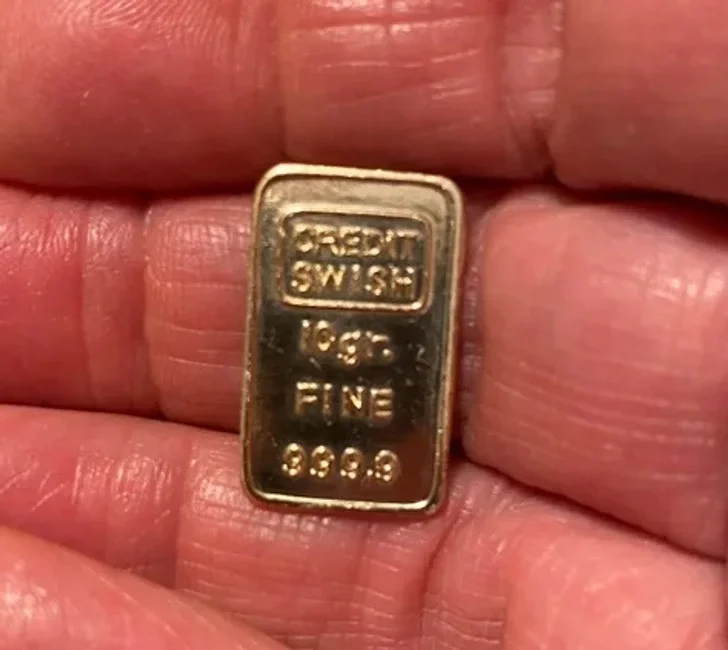 CREDIT
SWISH
10gr.
FINE
999.9